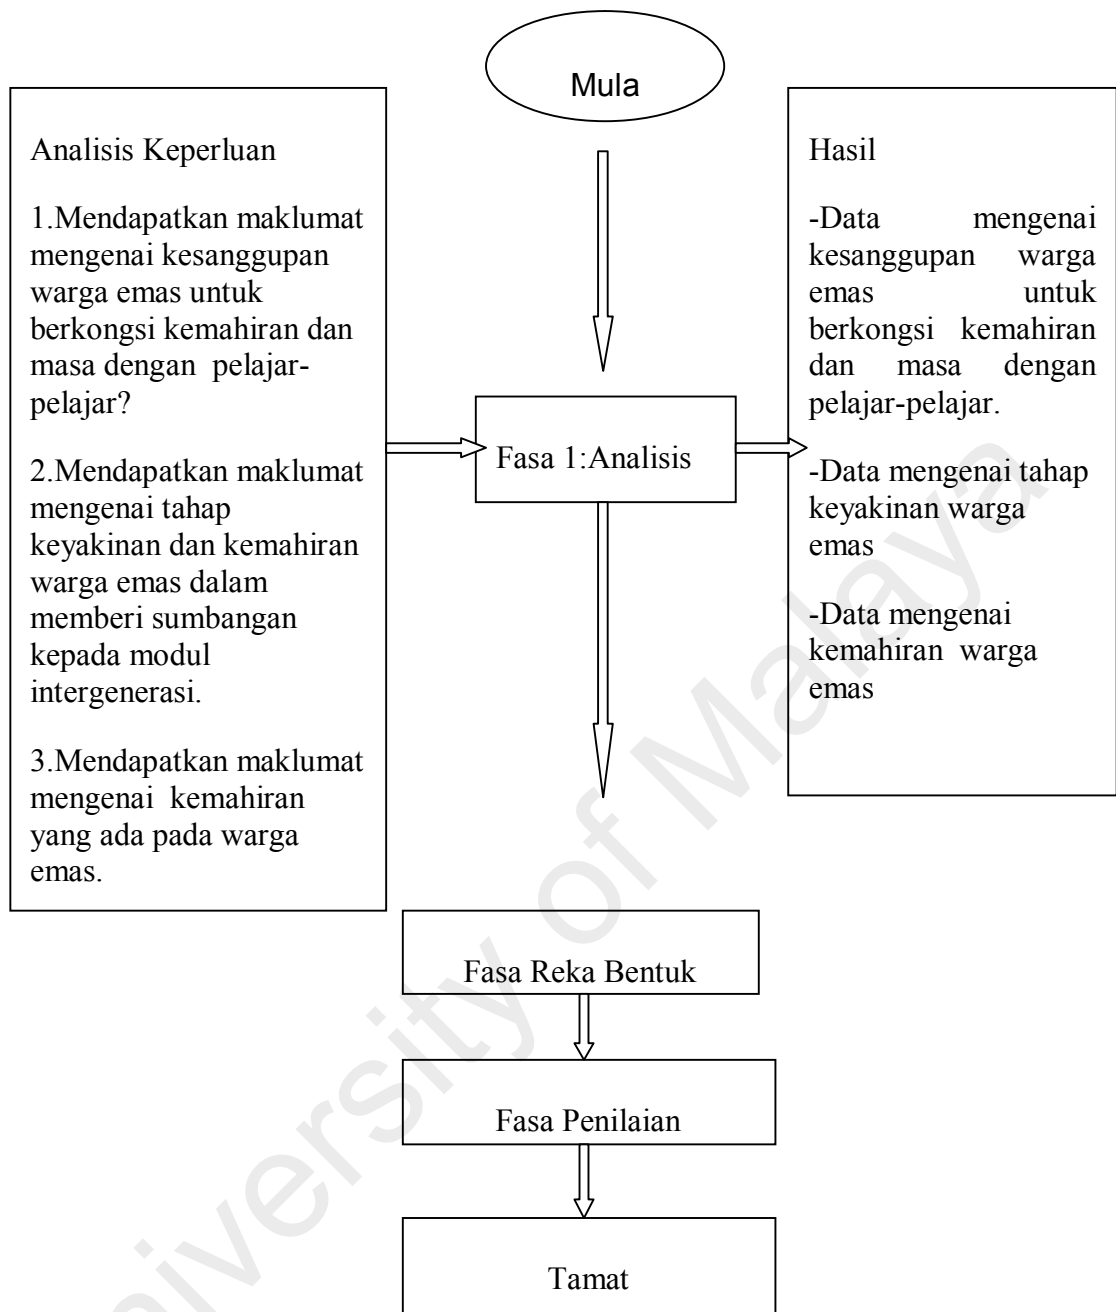 Mula
Analisis Keperluan
1.Mendapatkan maklumat
mengenai kesanggupan
warga emas untuk
berkongsi kemahiran dan
masa dengan pelajar-
pelajar?
2.Mendapatkan maklumat
mengenai tahap
keyakinan dan kemahiran
warga emas dalam
memberi sumbangan
kepada modul
intergenerasi.
3.Mendapatkan maklumat
mengenai kemahiran
yang ada pada warga
emas.
Fasa 1:Analisis
Hasil
-Data mengenai
kesanggupan warga
emas untuk
berkongsi kemahiran
dan masa dengan
pelajar-pelajar.
-Data mengenai tahap
keyakinan warga
emas
-Data mengenai
kemahiran warga
emas
Fasa Reka Bentuk
Fasa Penilaian
Tamat
University of Malaya